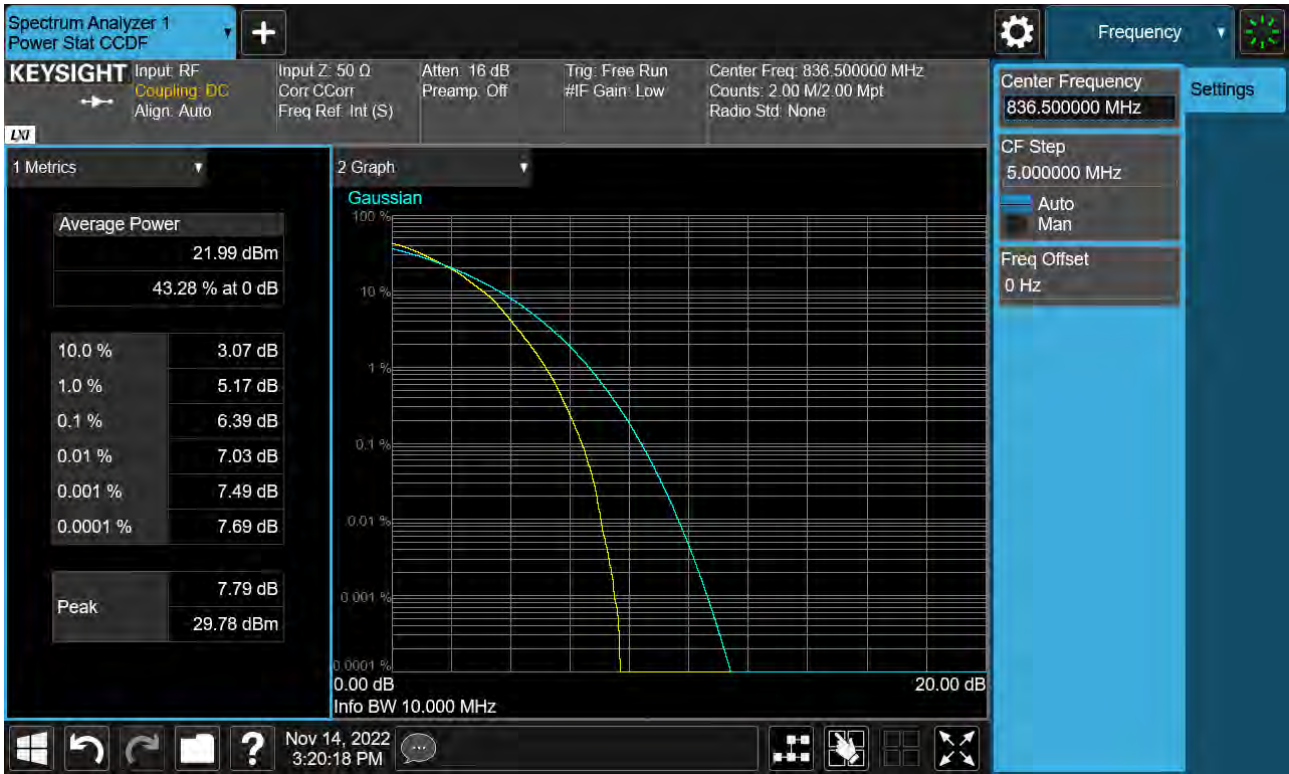 Spectrum Analyzer 1
Power Stat CCDF
Frequency
KEYSIGHT
Input: RF
Coupling: DC
Align: Auto
Input Z: 50 Ω
Corr CCorr
Freq Ref: Int (S)
Atten: 16 dB
Preamp: Off
Trig: Free Run
#IF Gain: Low
Center Freq: 836.500000 MHz
Counts: 2.00 M/2.00 Mpt
Radio Std: None
LXI
Center Frequency
836.500000 MHz
Settings
CF Step
5.000000 MHz
Auto
Man
Freq Offset
0 Hz
1 Metrics
Average Power
21.99 dBm
43.28 % at 0 dB
10.0 % 3.07 dB
1.0 % 5.17 dB
0.1 % 6.39 dB
0.01 % 7.03 dB
0.001 % 7.49 dB
0.0001 % 7.69 dB
Peak
7.79 dB
29.78 dBm
2 Graph
Gaussian
100 %
10 %
1 %
0.1 %
0.01 %
0.001 %
0.0001 %
0.00 dB
20.00 dB
Info BW 10.000 MHz
?
Nov 14, 2022
3:20:18 PM